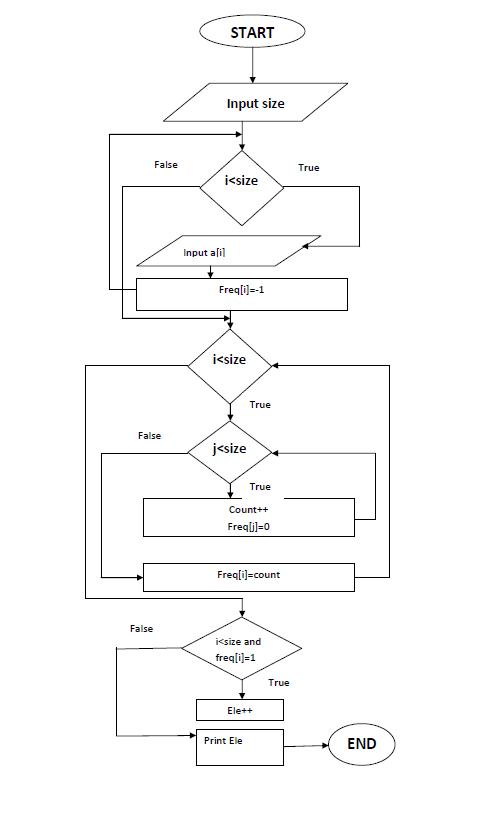 START
Input size
False
True
i<size
Input a[i]
Freq[i]=-1
i<size
True
False
j<size
True
Count++
Freq[j]=0
Freq[i]=count
False
i<size and
freq[i]=1
True
Ele++
Print Ele
END